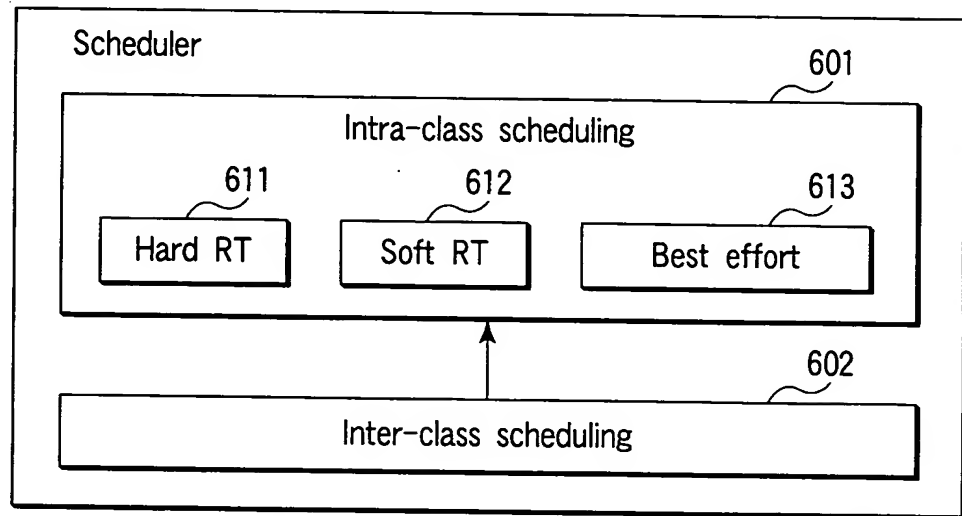 Scheduler
601
Intra-class scheduling
611
612
613
Hard RT
Soft RT
Best effort
602
Inter-class scheduling